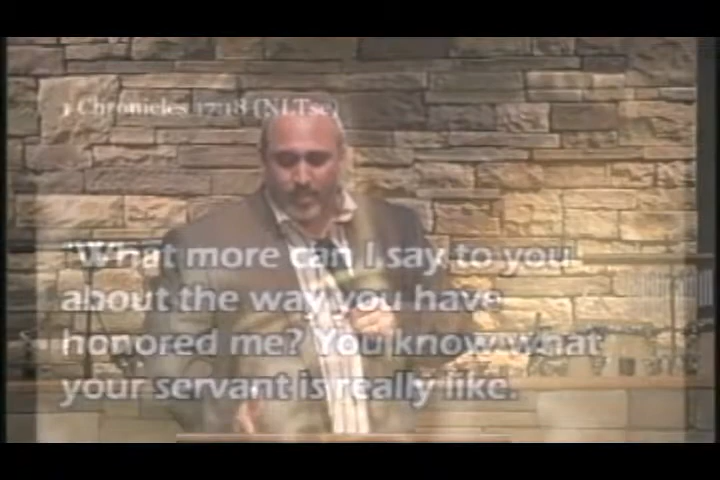 1 Chronicles 17:18 (NLTse)
"What more can I say to you
about the way you have
honored me? You know what
your servant is really like.